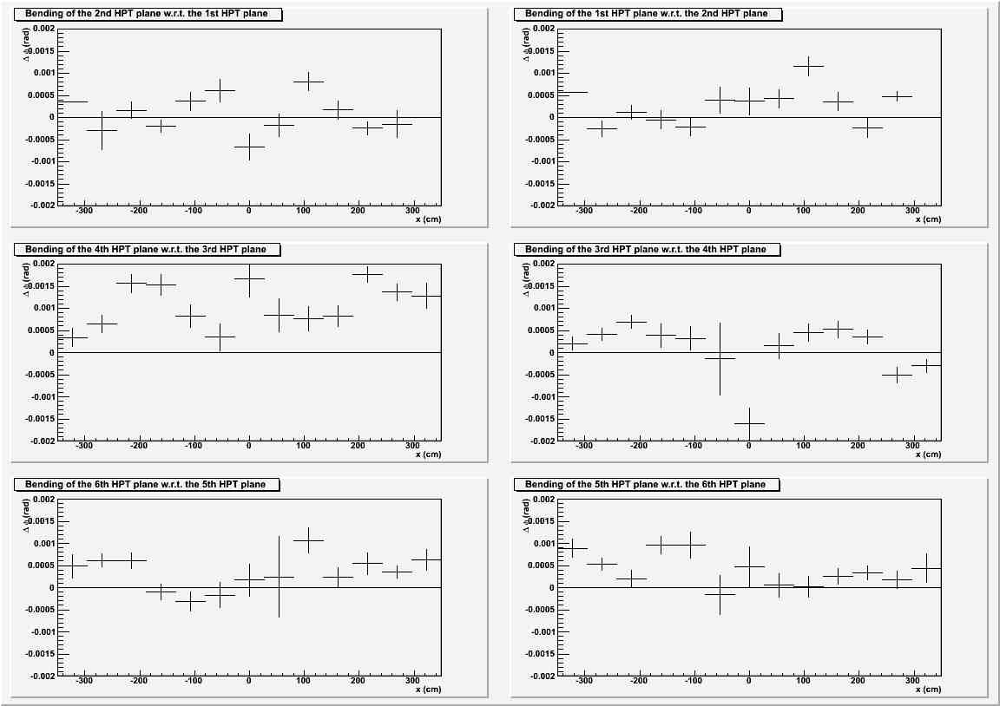 Bending of the 2nd HPT plane w.r.t. the 1st HPT plane
Δ ϕ (rad)
0.002
0.0015
0.001
0.0005
0
-0.0005
-0.001
-0.0015
-0.002
-300 -200 -100 0 100 200 300
x (cm)
Bending of the 1st HPT plane w.r.t. the 2nd HPT plane
Δ ϕ (rad)
0.002
0.0015
0.001
0.0005
0
-0.0005
-0.001
-0.0015
-0.002
-300 -200 -100 0 100 200 300
x (cm)
Bending of the 4th HPT plane w.r.t. the 3rd HPT plane
Δ ϕ (rad)
0.002
0.0015
0.001
0.0005
0
-0.0005
-0.001
-0.0015
-0.002
-300 -200 -100 0 100 200 300
x (cm)
Bending of the 3rd HPT plane w.r.t. the 4th HPT plane
Δ ϕ (rad)
0.002
0.0015
0.001
0.0005
0
-0.0005
-0.001
-0.0015
-0.002
-300 -200 -100 0 100 200 300
x (cm)
Bending of the 6th HPT plane w.r.t. the 5th HPT plane
Δ ϕ (rad)
0.002
0.0015
0.001
0.0005
0
-0.0005
-0.001
-0.0015
-0.002
-300 -200 -100 0 100 200 300
x (cm)
Bending of the 5th HPT plane w.r.t. the 6th HPT plane
Δ ϕ (rad)
0.002
0.0015
0.001
0.0005
0
-0.0005
-0.001
-0.0015
-0.002
-300 -200 -100 0 100 200 300
x (cm)